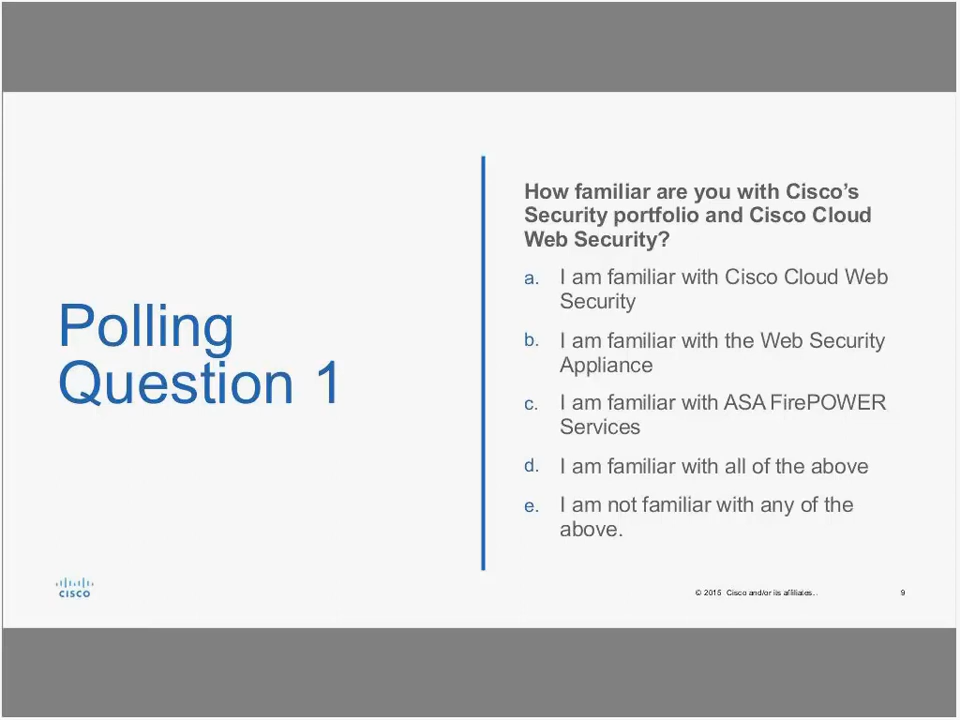 Polling
Question 1
How familiar are you with Cisco’s
Security portfolio and Cisco Cloud
Web Security?
a. I am familiar with Cisco Cloud Web
Security
b. I am familiar with the Web Security
Appliance
c. I am familiar with ASA FirePOWER
Services
d. I am familiar with all of the above
e. I am not familiar with any of the
above.
CISCO
© 2015 Cisco and/or its affiliates..
9